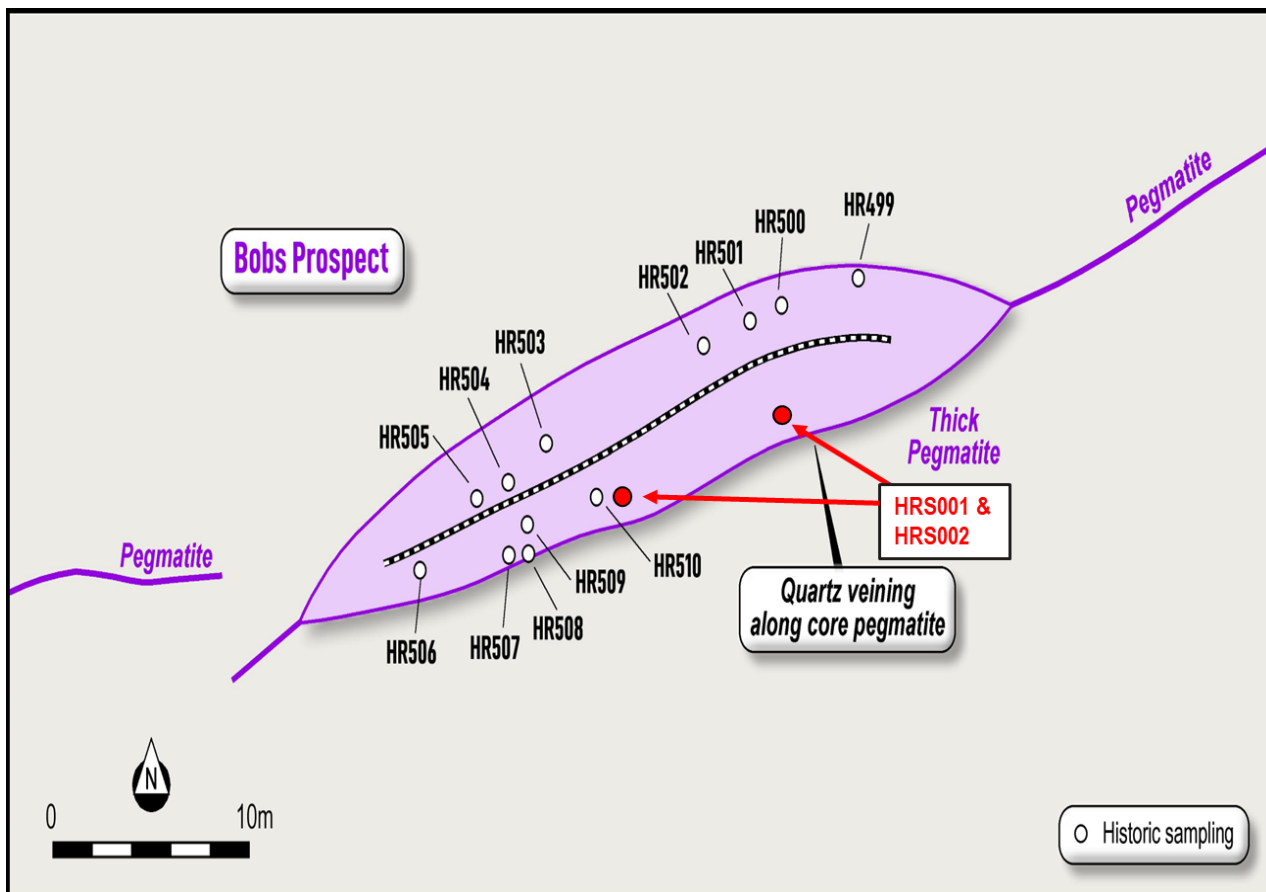 Pegmatite
HR499
HR500
HR501
HR502
Bobs Prospect
HR503
HR504
HR505
Thick
Pegmatite
HRS001 &
HRS002
Pegmatite
HR510
HR509
HR508
HR507
HR506
Quartz veining
along core pegmatite
N
0 10m
Historic sampling